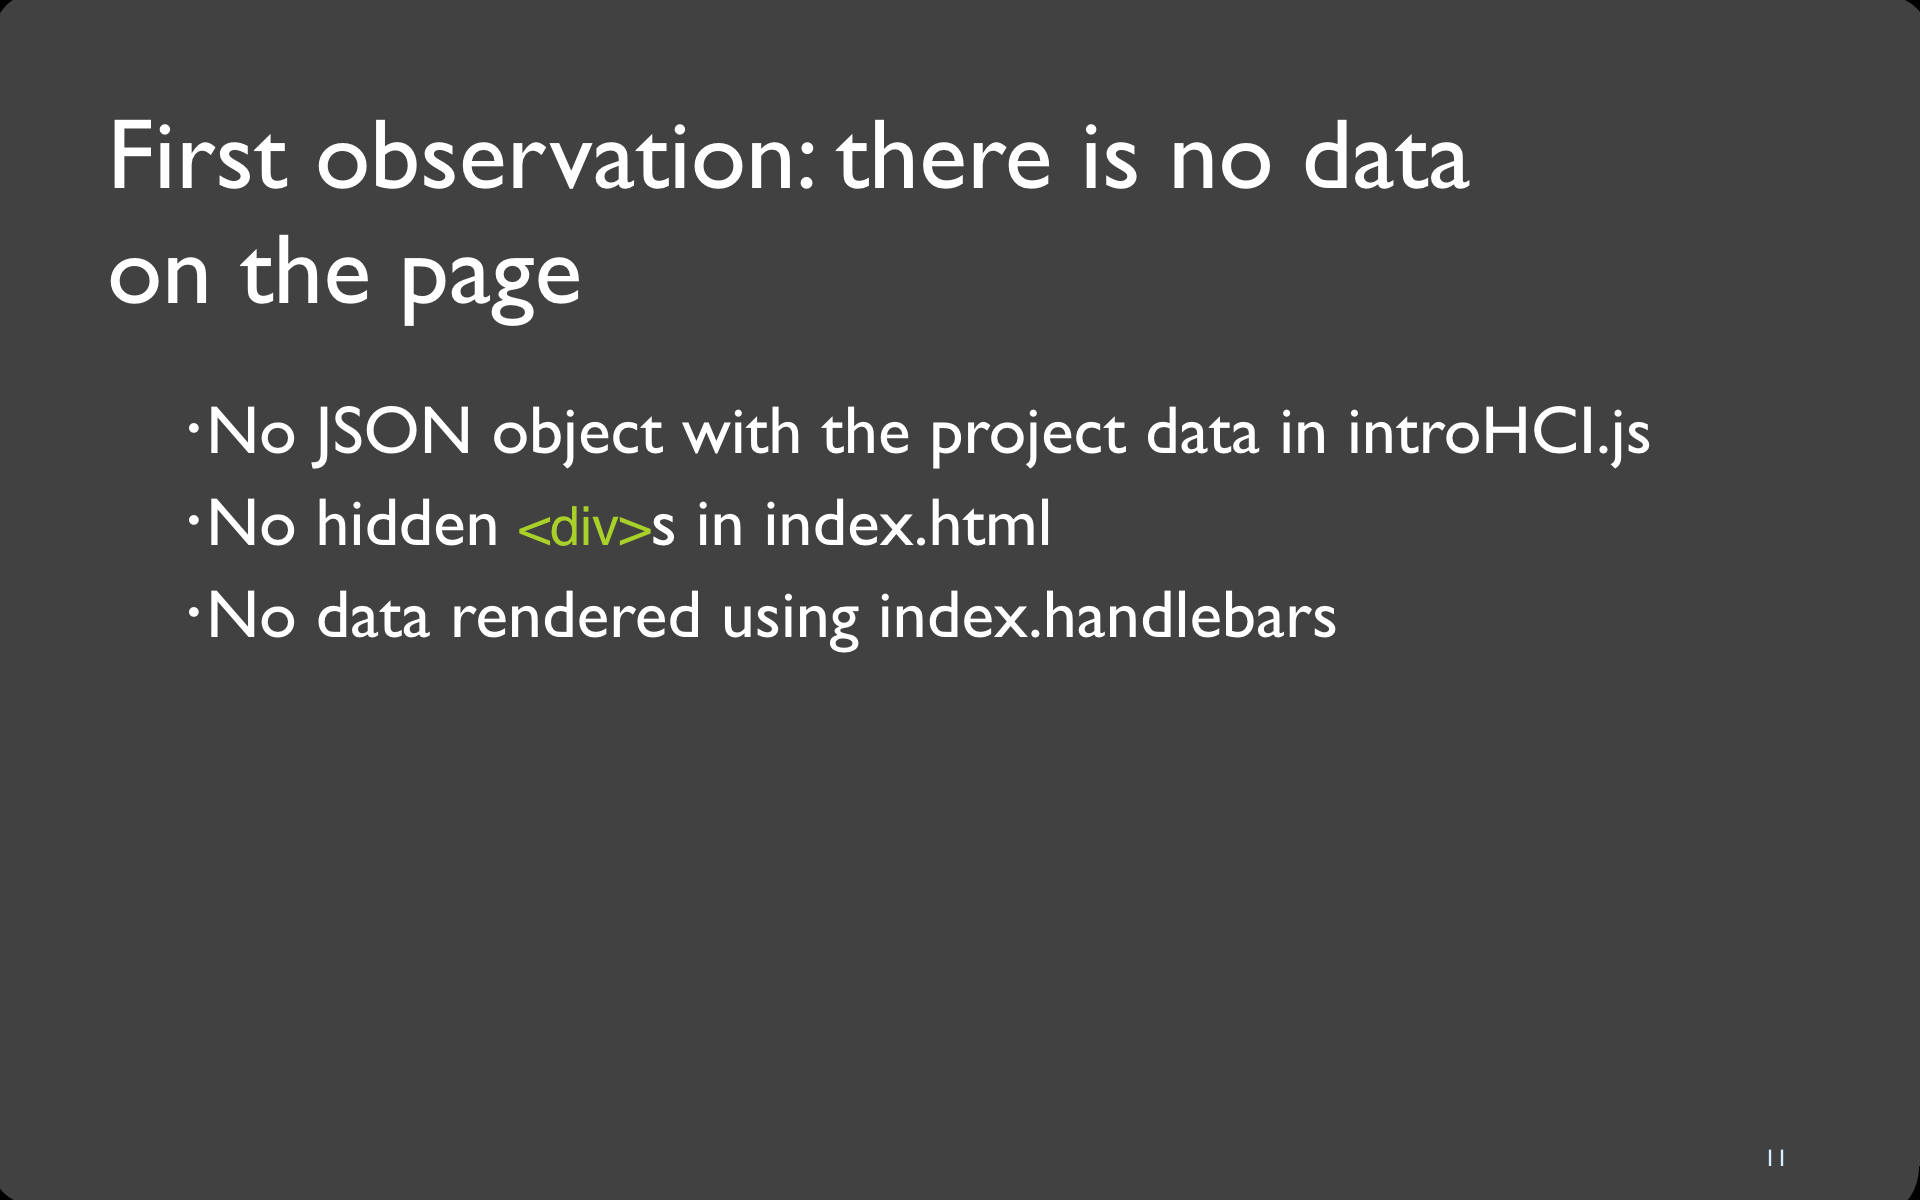 First observation: there is no data
on the page
·No JSON object with the project data in introHCI.js
·No hidden <div>s in index.html
·No data rendered using index.handlebars
11